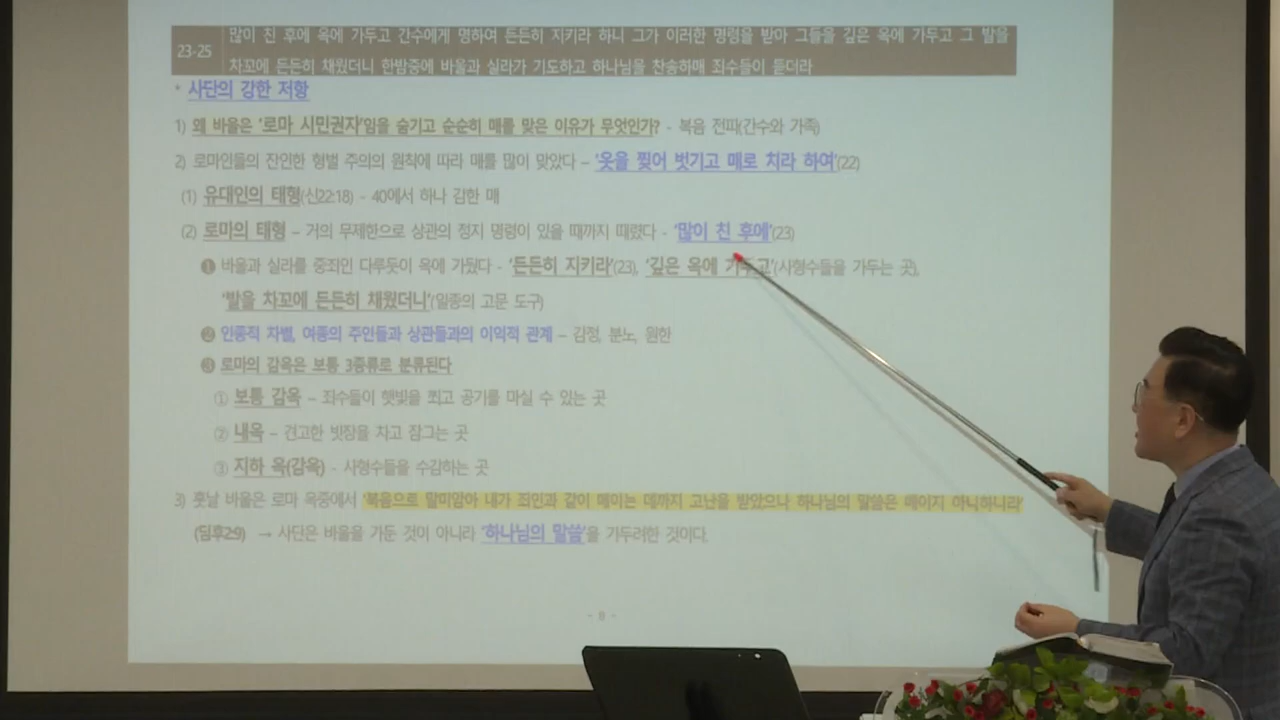 23-25
많이 친 후에 옥에 가두고 간수에게 명하여 든든히 지키라 하니 그가 이러한 명령을 받아 그들을 깊은 옥에 가두고 그 발을
차꼬에 든든히 채웠더니 한밤중에 바울과 실라가 기도하고 하나님을 찬송하매 죄수들이 듣더라
* 사단의 강한 저항
1) 왜 바울은 '로마 시민권자'임을 숨기고 순순히 매를 맞은 이유가 무엇인가? - 복음 전파(간수와 가족)
2) 로마인들의 잔인한 형벌 주의의 원칙에 따라 매를 많이 맞았다 – '옷을 찢어 벗기고 매로 치라 하여'(22)
(1) 유대인의 태형(신22:18) - 40에서 하나 감한 매
(2) 로마의 태형 – 거의 무제한으로 상관의 정지 명령이 있을 때까지 때렸다 - '많이 친 후에'(23)
❶ 바울과 실라를 중죄인 다루듯이 옥에 가뒀다 - '든든히 지키라'(23), '깊은 옥에 가두고'(사형수들을 가두는 곳),
'발을 차꼬에 든든히 채웠더니'(일종의 고문 도구)
❷ 인종적 차별, 여종의 주인들과 상관들과의 이익적 관계 – 감정, 분노, 원한
❸ 로마의 감옥은 보통 3종류로 분류된다
① 보통 감옥 – 죄수들이 햇빛을 쬐고 공기를 마실 수 있는 곳
② 내옥 – 견고한 빗장을 차고 잠그는 곳
③ 지하 옥(감옥) - 사형수들을 수감하는 곳
3) 훗날 바울은 로마 옥중에서 '복음으로 말미암아 내가 죄인과 같이 매이는 데까지 고난을 받았으나 하나님의 말씀은 매이지 아니하니라'
(딤후2:9) → 사단은 바울을 가둔 것이 아니라 '하나님의 말씀'을 가두려한 것이다.
- 8 -